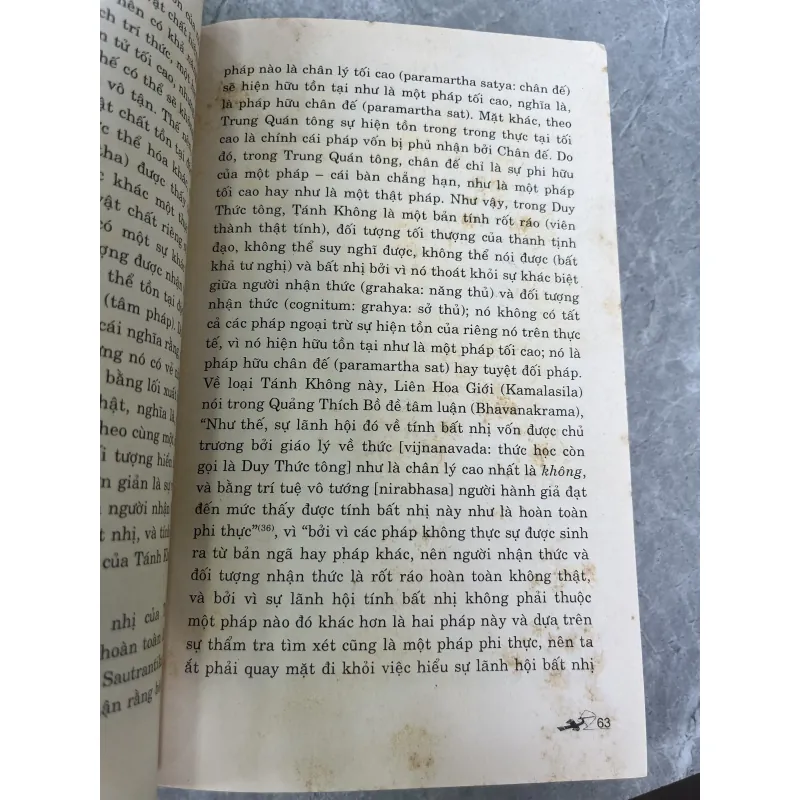 pháp nào là chân lý tối cao (paramartha satya: chân đế)
sẽ hiện hữu tồn tại như là một pháp tối cao, nghĩa là,
là pháp hữu chân đế (paramartha sat). Mặt khác, theo
Trung Quán tông sự hiện tồn trong trong thực tại tối
cao là chính cái pháp vốn bị phủ nhận bởi Chân đế. Do
đó, trong Trung Quán tông, chân đế chỉ là sự phi hữu
của một pháp – cái bàn chẳng hạn, như là một pháp
tối cao hay như là một thật pháp. Như vậy, trong Duy
Thức tông, Tánh Không là một bản tính rốt ráo (viên
thành thật tính), đối tượng tối thượng của thanh tịnh
đạo, không thể suy nghĩ được, không thể nói được (bất
khả tư nghị) và bất nhị bởi vì nó thoát khỏi sự khác biệt
giữa người nhận thức (grahaka: năng thủ) và đối tượng
nhận thức (cognitum: grahya: sở thủ); nó không có tất
cả các pháp ngoại trừ sự hiện tồn của riêng nó trên thực
tế, vì nó hiện hữu tồn tại như là một pháp tối cao; nó là
pháp hữu chân đế (paramartha sat) hay tuyệt đối pháp.
Về loại Tánh Không này, Liên Hoa Giới (Kamalasila)
nói trong Quảng Thích Bồ đề tâm luận (Bhavanakrama),
“Như thế, sự lãnh hội đó về tính bất nhị vốn được chủ
trương bởi giáo lý về thức [vijnanavada: thức học còn
gọi là Duy Thức tông] như là chân lý cao nhất là không,
và bằng trí tuệ vô tướng [nirabhasa] người hành giả đạt
đến mức thấy được tính bất nhị này như là hoàn toàn
phi thực”(36), vì “bởi vì các pháp không thực sự được sinh
ra từ bản ngã hay pháp khác, nên người nhận thức và
đối tượng nhận thức là rốt ráo hoàn toàn không thật,
và bởi vì sự lãnh hội tính bất nhị không phải thuộc
một pháp nào đó khác hơn là hai pháp này và dựa trên
sự thẩm tra tìm xét cũng là một pháp phi thực, nên ta
ắt phải quay mặt đi khỏi việc hiểu sự lãnh hội bất nhị
63